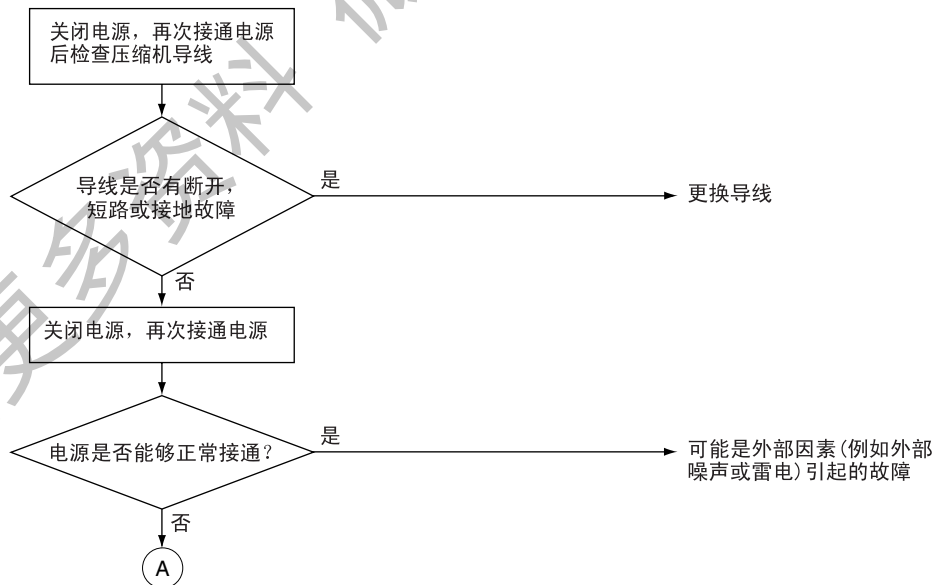 关闭电源，再次接通电源
后检查压缩机导线
导线是否有断开，
短路或接地故障
是
更换导线
否
关闭电源，再次接通电源
电源是否能够正常接通？
是
可能是外部因素(例如外部
噪声或雷电)引起的故障
否
A
更多资料